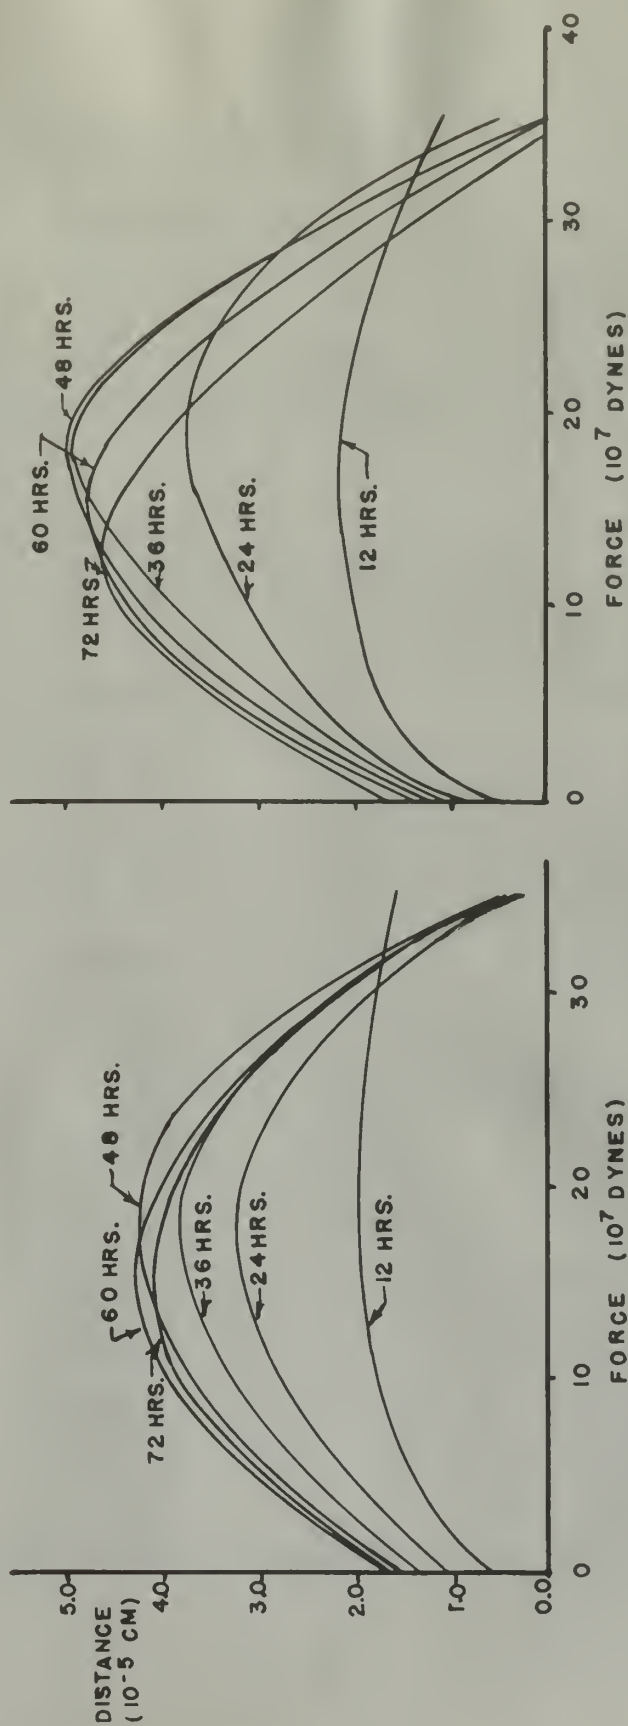 DISTANCE
(10-5 CM)
5.0
4.0
3.0
2.0
1.0
0.0
0
10
20
30
FORCE (10⁷ DYNES)
60 HRS.
48 HRS.
72 HRS.
36 HRS.
24 HRS.
12 HRS.
0
10
20
30
40
FORCE (10⁷ DYNES)
60 HRS.
48 HRS.
72 HRS.
36 HRS.
24 HRS.
12 HRS.